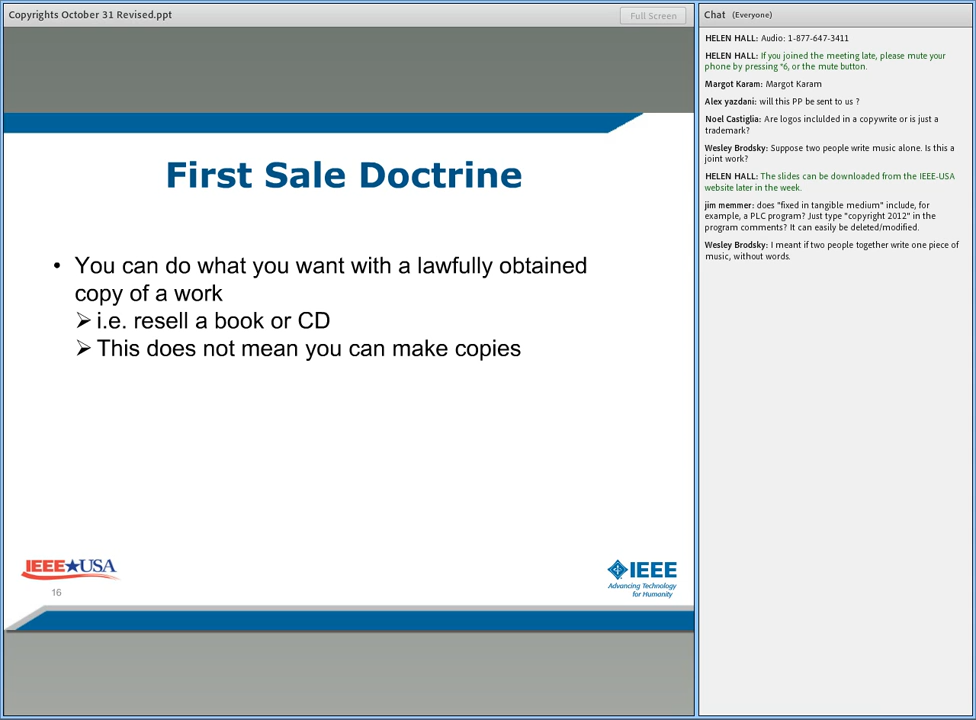 Copyrights October 31 Revised.ppt
Full Screen
First Sale Doctrine
• You can do what you want with a lawfully obtained
copy of a work
➢ i.e. resell a book or CD
➢ This does not mean you can make copies
IEEE★USA
16
IEEE
Advancing Technology
for Humanity
Chat (Everyone)
HELEN HALL: Audio: 1-877-647-3411
HELEN HALL: If you joined the meeting late, please mute your
phone by pressing *6, or the mute button.
Margot Karam: Margot Karam
Alex yazdani: will this PP be sent to us ?
Noel Castiglia: Are logos inclulded in a copywrite or is just a
trademark?
Wesley Brodsky: Suppose two people write music alone. Is this a
joint work?
HELEN HALL: The slides can be downloaded from the IEEE-USA
website later in the week.
jim memmer: does "fixed in tangible medium" include, for
example, a PLC program? Just type "copyright 2012" in the
program comments? It can easily be deleted/modified.
Wesley Brodsky: I meant if two people together write one piece of
music, without words.